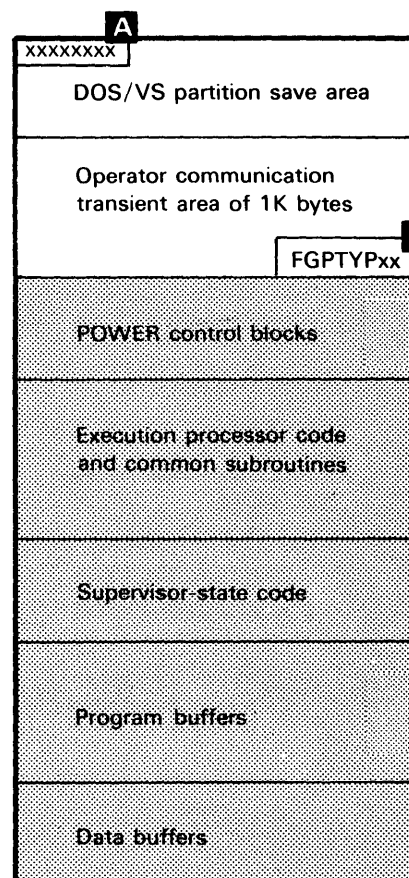 A
xxxxxxxx
DOS/VS partition save area
Operator communication
transient area of 1K bytes
FGPTYPxx
POWER control blocks
Execution processor code
and common subroutines
Supervisor-state code
Program buffers
Data buffers